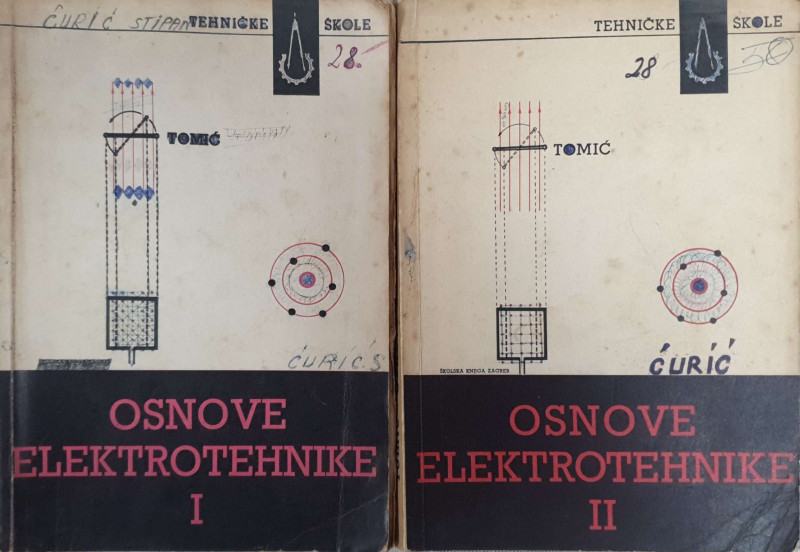 ĆURIĆ STIPAN TEHNIČKE ŠKOLE
28.
TOMIĆ
ĆURIĆ S
OSNOVE
ELEKTROTEHNIKE
I
TEHNIČKE ŠKOLE
28 50
TOMIĆ
ŠKOLSKA KNJIGA ZAGREB
ĆURIĆ
OSNOVE
ELEKTROTEHNIKE
II